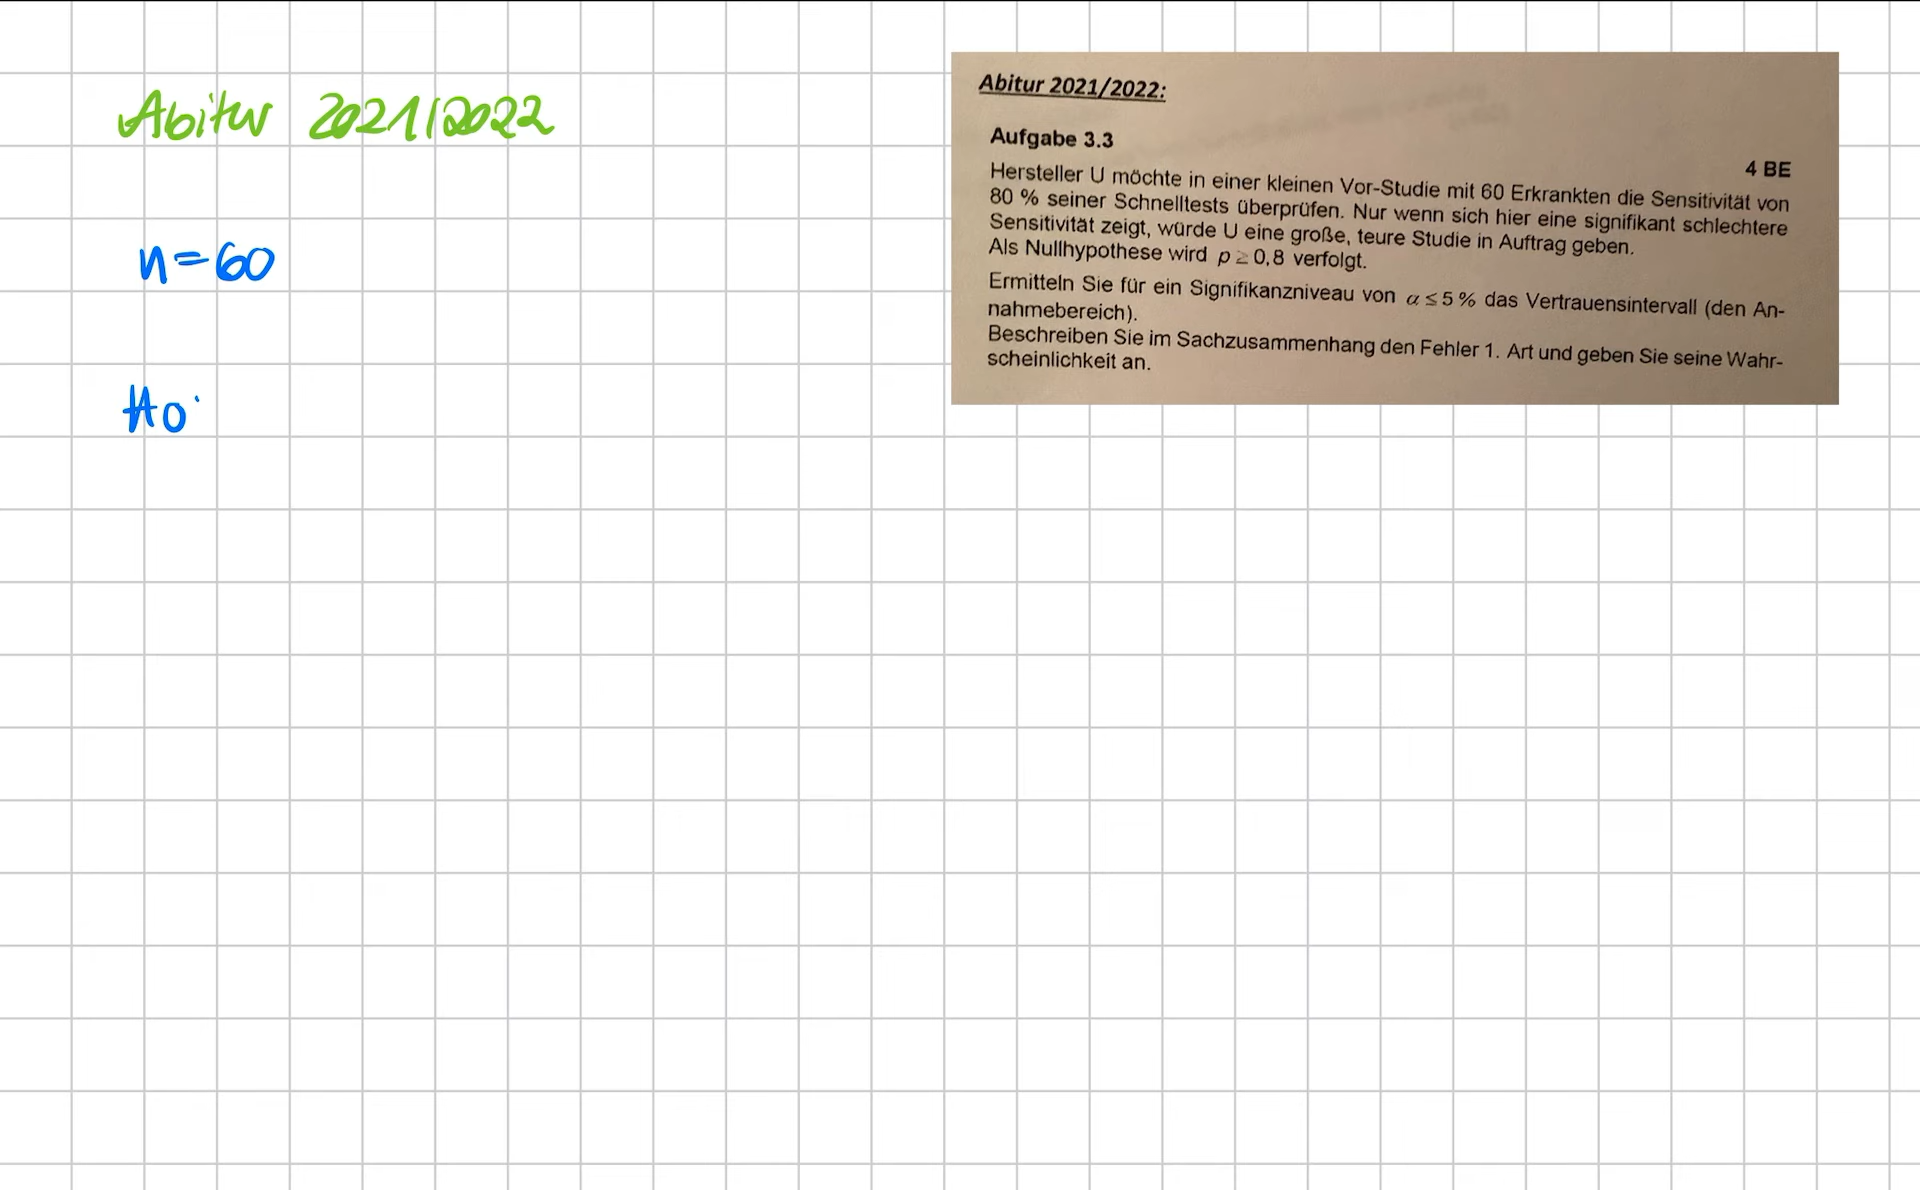 Abitur 2021/2022
n=60
H0:
Abitur 2021/2022:
Aufgabe 3.3
4 BE
Hersteller U möchte in einer kleinen Vor-Studie mit 60 Erkrankten die Sensitivität von
80 % seiner Schnelltests überprüfen. Nur wenn sich hier eine signifikant schlechtere
Sensitivität zeigt, würde U eine große, teure Studie in Auftrag geben.
Als Nullhypothese wird p ≥ 0,8 verfolgt.
Ermitteln Sie für ein Signifikanzniveau von α ≤ 5 % das Vertrauensintervall (den An-
nahmebereich).
Beschreiben Sie im Sachzusammenhang den Fehler 1. Art und geben Sie seine Wahr-
scheinlichkeit an.